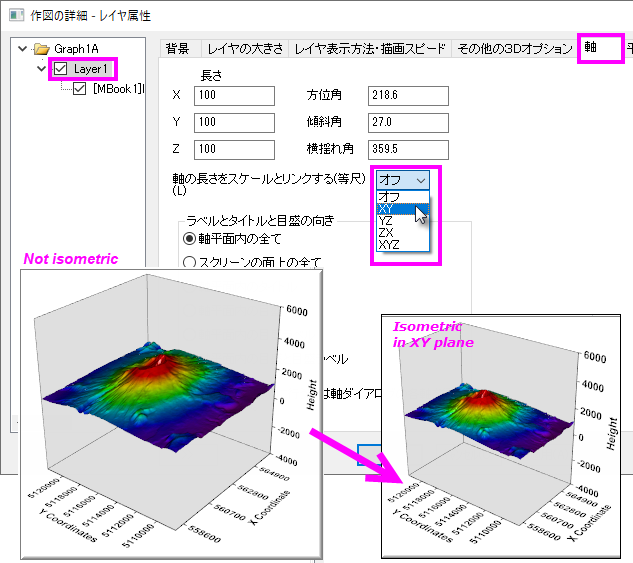 作図の詳細 - レイヤ属性
Graph1A
Layer1
[MBook1]
背景
レイヤの大きさ
レイヤ表示方法・描画スピード
その他の3Dオプション
軸
長さ
X 100 方位角 218.6
Y 100 傾斜角 27.0
Z 100 横揺れ角 359.5
軸の長さをスケールとリンクする(等尺)
(L)
オフ
オフ
XY
YZ
ZX
XYZ
ラベルとタイトルと目盛の向き
軸平面内の全て
スクリーンの面上の全て
ベル
は軸ダイアロ
Not isometric
6000
4000
2000
0
-2000
-4000
Height
5120000
5118000
5116000
5114000
5112000
5110000
Y Coordinates
564900
562800
560700
558600
X Coordinate
Isometric
in XY plane
6000
4000
2000
0
-2000
-4000
Height
5120000
5118000
5116000
5114000
5112000
5110000
Y Coordinates
564900
562800
560700
558600
X Coordinate